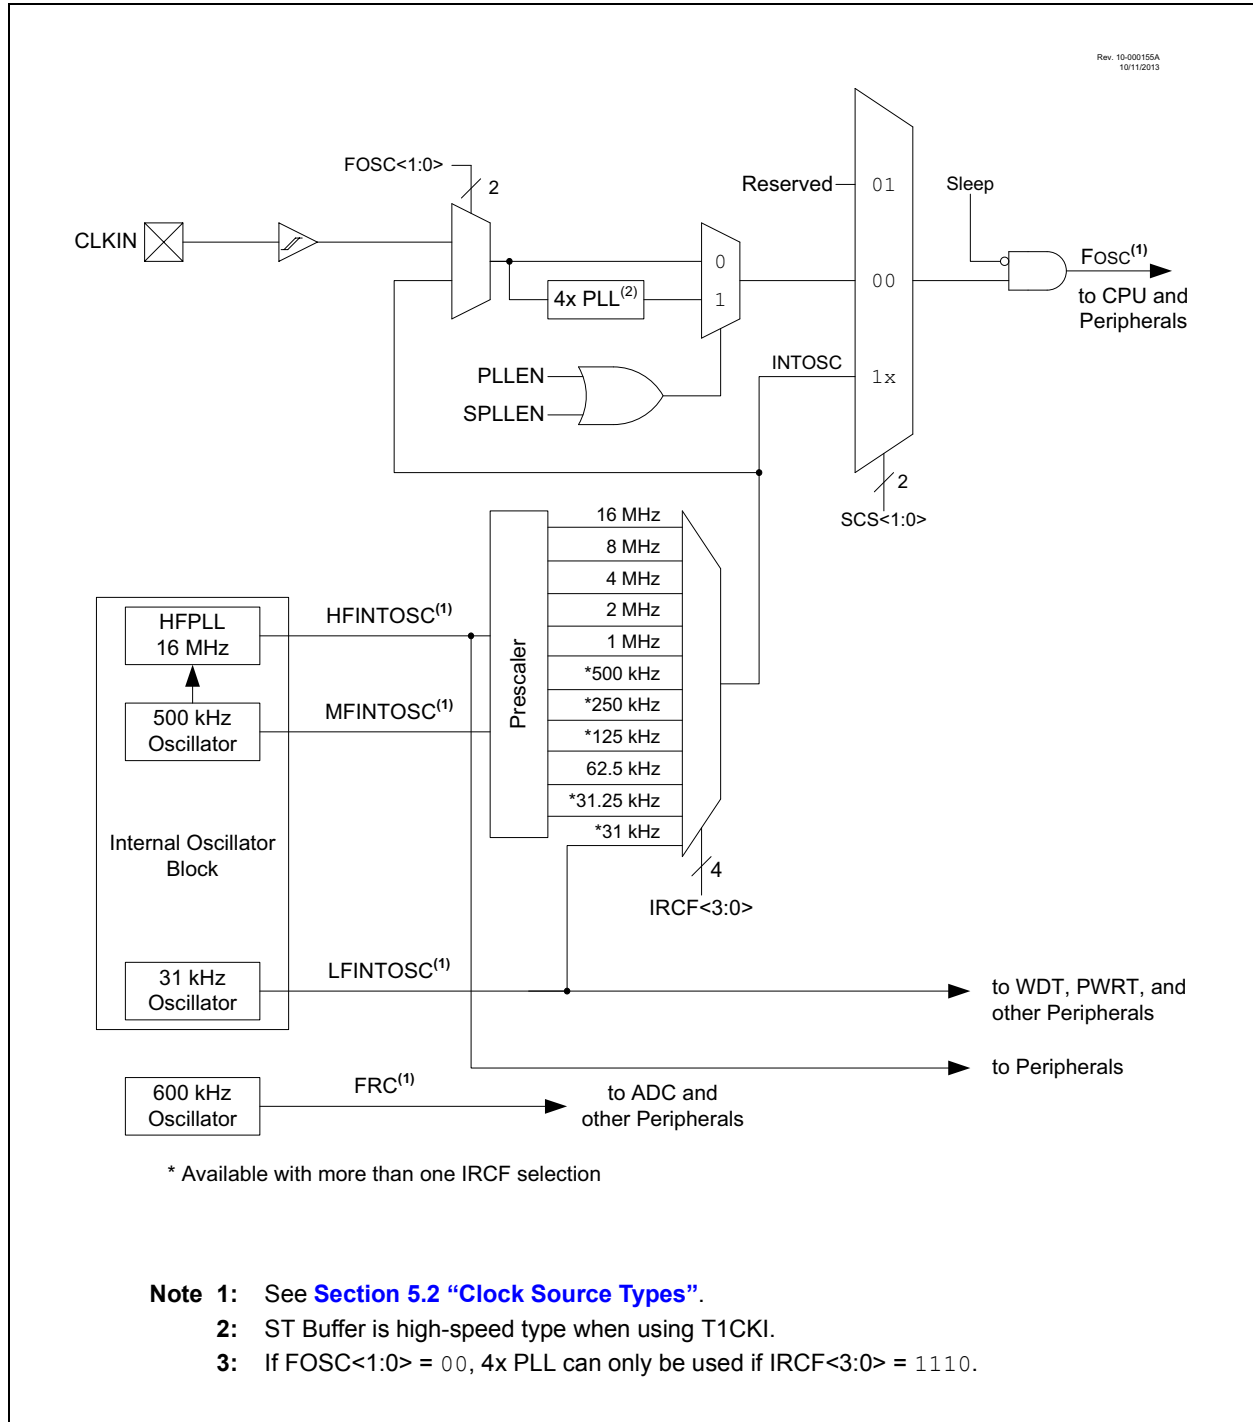 Rev. 10-000155A
10/11/2013
FOSC<1:0>
2
Reserved
01
Sleep
CLKIN
0
FOSC(1)
4x PLL(2)
1
00
to CPU and
Peripherals
PLLEN
INTOSC
1x
SPLLEN
2
SCS<1:0>
16 MHz
8 MHz
4 MHz
2 MHz
1 MHz
*500 kHz
*250 kHz
*125 kHz
62.5 kHz
*31.25 kHz
*31 kHz
HFPLL
16 MHz
HFINTOSC(1)
500 kHz
Oscillator
MFINTOSC(1)
Prescaler
Internal Oscillator
Block
4
IRCF<3:0>
31 kHz
Oscillator
LFINTOSC(1)
to WDT, PWRT, and
other Peripherals
to Peripherals
600 kHz
Oscillator
FRC(1)
to ADC and
other Peripherals
* Available with more than one IRCF selection
Note 1: See Section 5.2 “Clock Source Types”.
2: ST Buffer is high-speed type when using T1CKI.
3: If FOSC<1:0> = 00, 4x PLL can only be used if IRCF<3:0> = 1110.